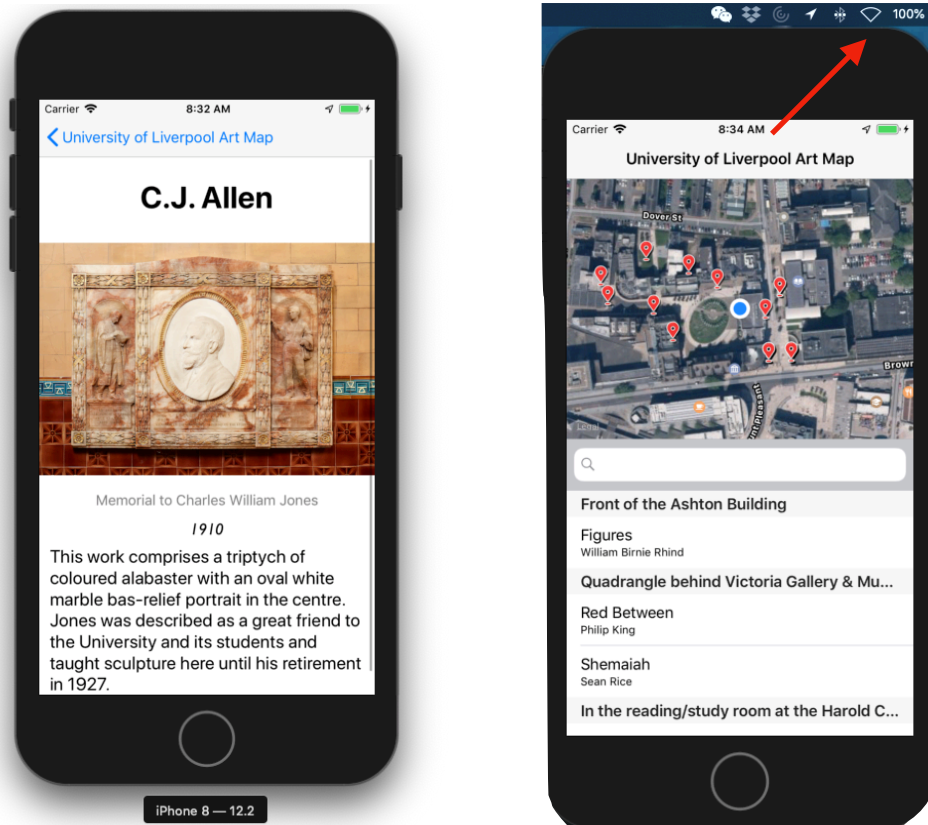 Carrier
8:32 AM
University of Liverpool Art Map
C.J. Allen
Memorial to Charles William Jones
1910
This work comprises a triptych of
coloured alabaster with an oval white
marble bas-relief portrait in the centre.
Jones was described as a great friend to
the University and its students and
taught sculpture here until his retirement
in 1927.
iPhone 8 — 12.2
100%
Carrier
8:34 AM
University of Liverpool Art Map
Dover St
Brown
nt Pleasant
Legal
Front of the Ashton Building
Figures
William Birnie Rhind
Quadrangle behind Victoria Gallery & Mu...
Red Between
Philip King
Shemaiah
Sean Rice
In the reading/study room at the Harold C...